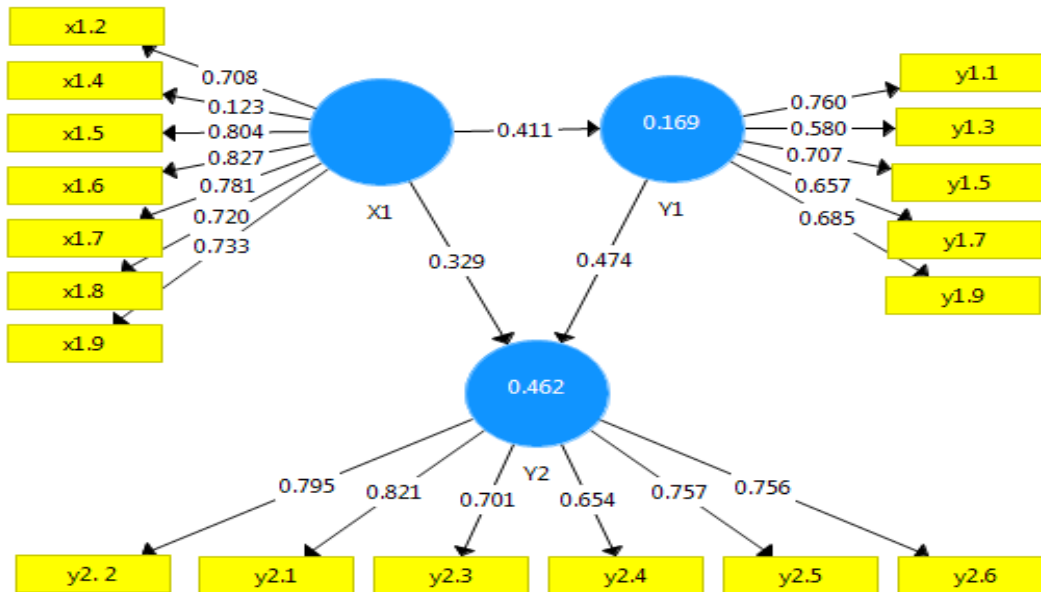 x1.2
x1.4
x1.5
x1.6
x1.7
x1.8
x1.9
0.708
0.123
0.804
0.827
0.781
0.720
0.733
X1
0.411
0.169
Y1
0.760
0.580
0.707
0.657
0.685
y1.1
y1.3
y1.5
y1.7
y1.9
0.329
0.474
0.462
Y2
0.795
0.821
0.701
0.654
0.757
0.756
y2. 2
y2.1
y2.3
y2.4
y2.5
y2.6